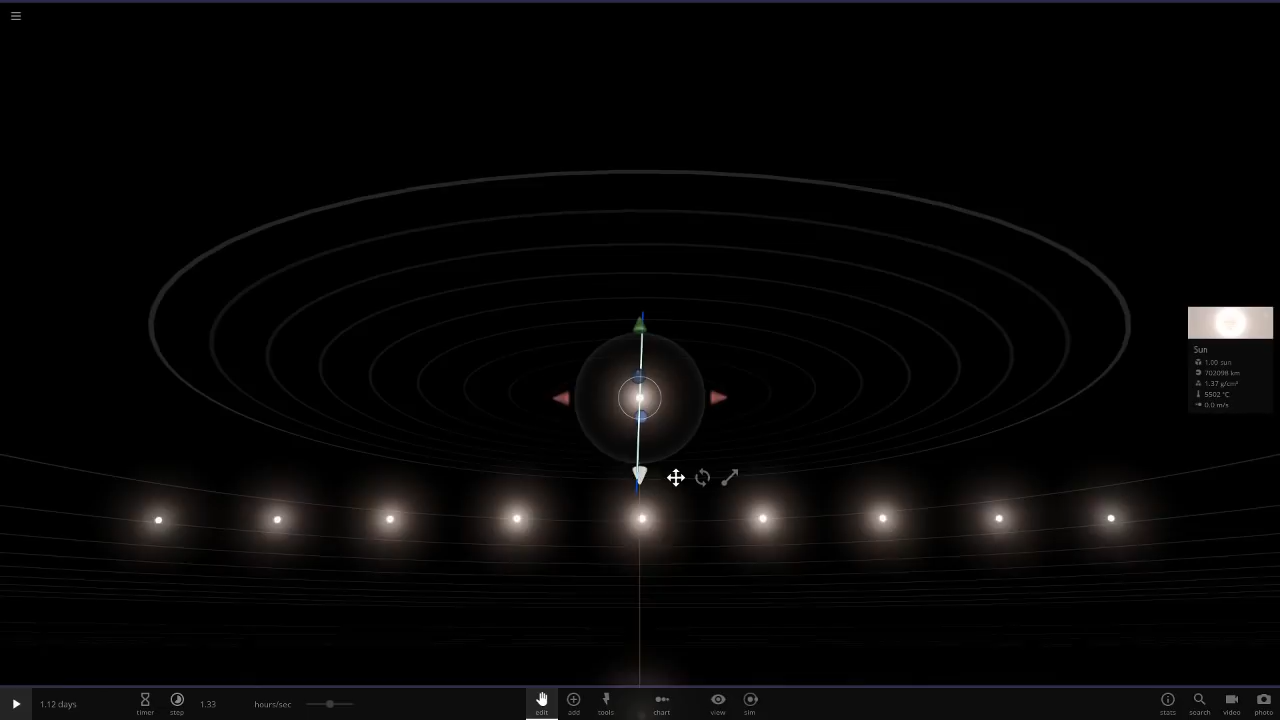 Sun
1.00 sun
702098 km
1.37 g/cm³
5502 °C
0.0 m/s
1.12 days
timer
step
1.33
hours/sec
edit
add
tools
chart
view
sim
stats
search
video
photo